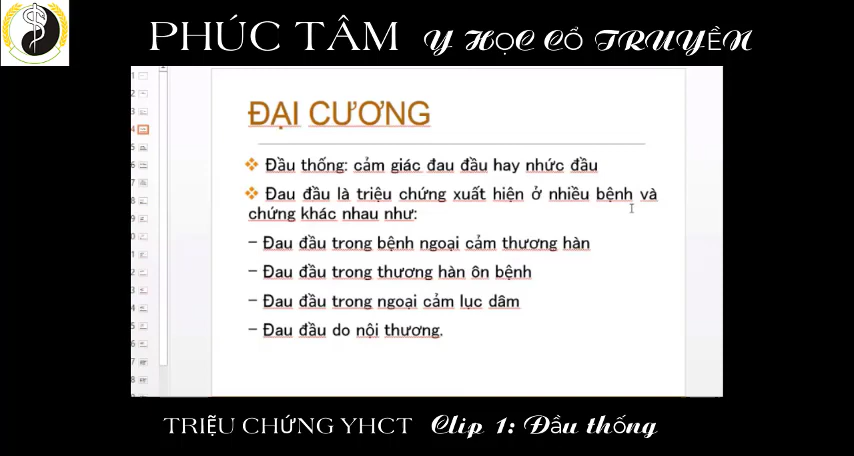 PHÚC TÂM Y HỌC CỔ TRUYỀN
ĐẠI CƯƠNG
❖ Đầu thống: cảm giác đau đầu hay nhức đầu
❖ Đau đầu là triệu chứng xuất hiện ở nhiều bệnh và
chứng khác nhau như:
– Đau đầu trong bệnh ngoại cảm thương hàn
– Đau đầu trong thương hàn ôn bệnh
– Đau đầu trong ngoại cảm lục dâm
– Đau đầu do nội thương.
TRIỆU CHỨNG YHCT Clip 1: Đầu thống